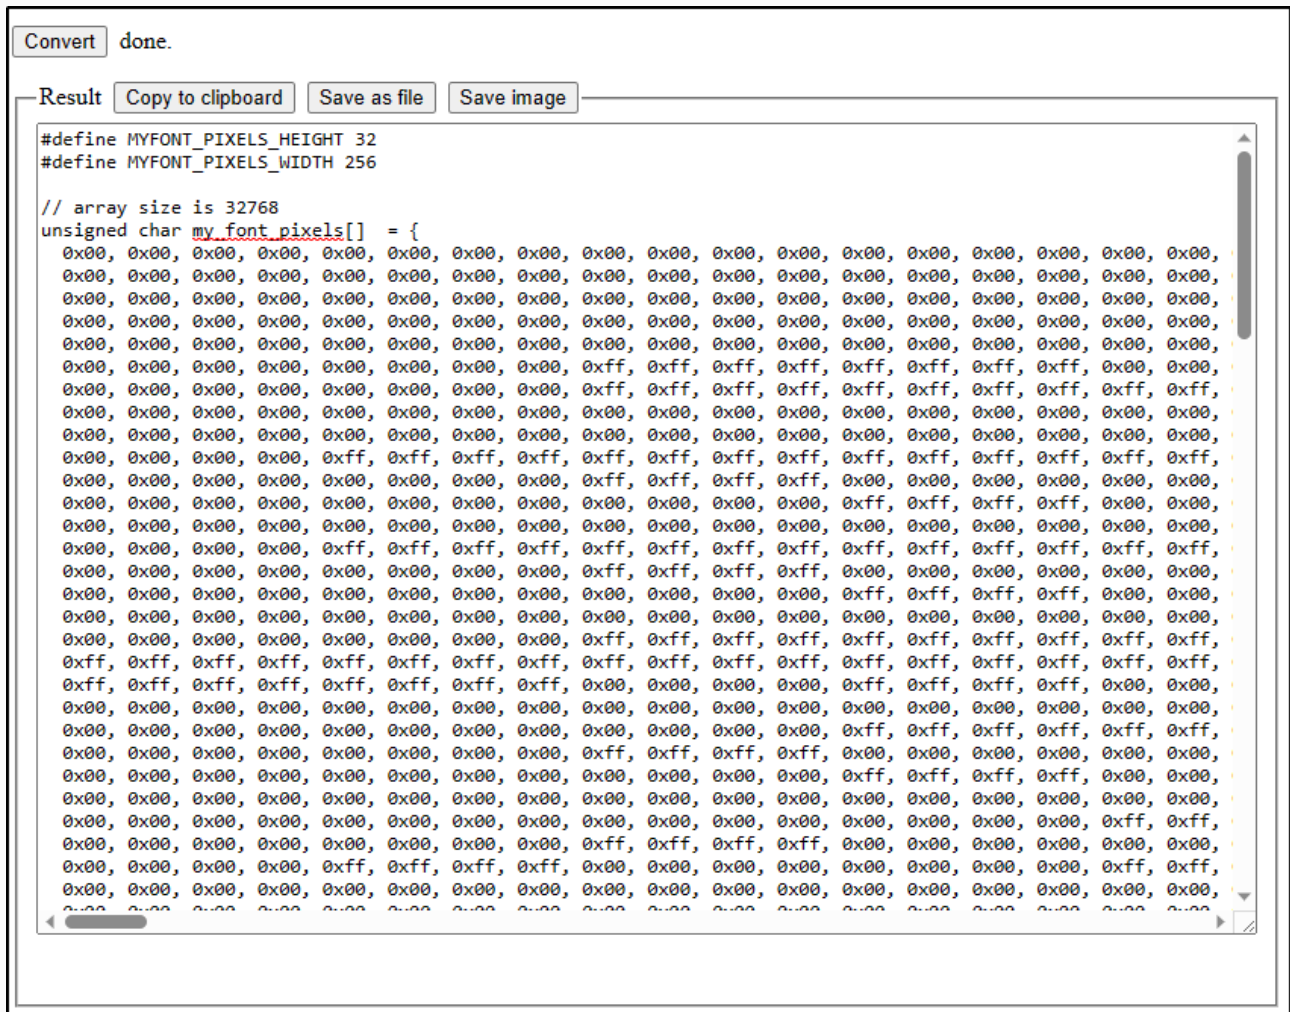 Convert done.
Result Copy to clipboard Save as file Save image
#define MYFONT_PIXELS_HEIGHT 32
#define MYFONT_PIXELS_WIDTH 256
// array size is 32768
unsigned char my_font_pixels[] = {
0x00, 0x00, 0x00, 0x00, 0x00, 0x00, 0x00, 0x00, 0x00, 0x00, 0x00, 0x00, 0x00, 0x00, 0x00, 0x00, 0x00, 0x00,
0x00, 0x00, 0x00, 0x00, 0x00, 0x00, 0x00, 0x00, 0x00, 0x00, 0x00, 0x00, 0x00, 0x00, 0x00, 0x00, 0x00, 0x00,
0x00, 0x00, 0x00, 0x00, 0x00, 0x00, 0x00, 0x00, 0x00, 0x00, 0x00, 0x00, 0x00, 0x00, 0x00, 0x00, 0x00, 0x00,
0x00, 0x00, 0x00, 0x00, 0x00, 0x00, 0x00, 0x00, 0x00, 0x00, 0x00, 0x00, 0x00, 0x00, 0x00, 0x00, 0x00, 0x00,
0x00, 0x00, 0x00, 0x00, 0x00, 0x00, 0x00, 0x00, 0x00, 0x00, 0x00, 0x00, 0x00, 0x00, 0x00, 0x00, 0x00, 0x00,
0x00, 0x00, 0x00, 0x00, 0x00, 0x00, 0x00, 0x00, 0xff, 0xff, 0xff, 0xff, 0xff, 0xff, 0xff, 0xff, 0x00, 0x00,
0x00, 0x00, 0x00, 0x00, 0x00, 0x00, 0x00, 0x00, 0xff, 0xff, 0xff, 0xff, 0xff, 0xff, 0xff, 0xff, 0xff, 0xff,
0x00, 0x00, 0x00, 0x00, 0x00, 0x00, 0x00, 0x00, 0x00, 0x00, 0x00, 0x00, 0x00, 0x00, 0x00, 0x00, 0x00, 0x00,
0x00, 0x00, 0x00, 0x00, 0x00, 0x00, 0x00, 0x00, 0x00, 0x00, 0x00, 0x00, 0x00, 0x00, 0x00, 0x00, 0x00, 0x00,
0x00, 0x00, 0x00, 0x00, 0xff, 0xff, 0xff, 0xff, 0xff, 0xff, 0xff, 0xff, 0xff, 0xff, 0xff, 0xff, 0xff, 0xff,
0x00, 0x00, 0x00, 0x00, 0x00, 0x00, 0x00, 0x00, 0xff, 0xff, 0xff, 0xff, 0x00, 0x00, 0x00, 0x00, 0x00, 0x00,
0x00, 0x00, 0x00, 0x00, 0x00, 0x00, 0x00, 0x00, 0x00, 0x00, 0x00, 0x00, 0xff, 0xff, 0xff, 0xff, 0x00, 0x00,
0x00, 0x00, 0x00, 0x00, 0x00, 0x00, 0x00, 0x00, 0x00, 0x00, 0x00, 0x00, 0x00, 0x00, 0x00, 0x00, 0x00, 0x00,
0x00, 0x00, 0x00, 0x00, 0xff, 0xff, 0xff, 0xff, 0xff, 0xff, 0xff, 0xff, 0xff, 0xff, 0xff, 0xff, 0xff, 0xff,
0x00, 0x00, 0x00, 0x00, 0x00, 0x00, 0x00, 0x00, 0xff, 0xff, 0xff, 0xff, 0x00, 0x00, 0x00, 0x00, 0x00, 0x00,
0x00, 0x00, 0x00, 0x00, 0x00, 0x00, 0x00, 0x00, 0x00, 0x00, 0x00, 0x00, 0xff, 0xff, 0xff, 0xff, 0x00, 0x00,
0x00, 0x00, 0x00, 0x00, 0x00, 0x00, 0x00, 0x00, 0x00, 0x00, 0x00, 0x00, 0x00, 0x00, 0x00, 0x00, 0x00, 0x00,
0x00, 0x00, 0x00, 0x00, 0x00, 0x00, 0x00, 0x00, 0xff, 0xff, 0xff, 0xff, 0xff, 0xff, 0xff, 0xff, 0xff, 0xff,
0xff, 0xff, 0xff, 0xff, 0xff, 0xff, 0xff, 0xff, 0xff, 0xff, 0xff, 0xff, 0xff, 0xff, 0xff, 0xff, 0xff, 0xff,
0xff, 0xff, 0xff, 0xff, 0xff, 0xff, 0xff, 0xff, 0x00, 0x00, 0x00, 0x00, 0xff, 0xff, 0xff, 0xff, 0x00, 0x00,
0x00, 0x00, 0x00, 0x00, 0x00, 0x00, 0x00, 0x00, 0x00, 0x00, 0x00, 0x00, 0x00, 0x00, 0x00, 0x00, 0x00, 0x00,
0x00, 0x00, 0x00, 0x00, 0x00, 0x00, 0x00, 0x00, 0x00, 0x00, 0x00, 0x00, 0xff, 0xff, 0xff, 0xff, 0xff, 0xff,
0x00, 0x00, 0x00, 0x00, 0x00, 0x00, 0x00, 0x00, 0xff, 0xff, 0xff, 0xff, 0x00, 0x00, 0x00, 0x00, 0x00, 0x00,
0x00, 0x00, 0x00, 0x00, 0x00, 0x00, 0x00, 0x00, 0x00, 0x00, 0x00, 0x00, 0xff, 0xff, 0xff, 0xff, 0x00, 0x00,
0x00, 0x00, 0x00, 0x00, 0x00, 0x00, 0x00, 0x00, 0x00, 0x00, 0x00, 0x00, 0x00, 0x00, 0x00, 0x00, 0x00, 0x00,
0x00, 0x00, 0x00, 0x00, 0x00, 0x00, 0x00, 0x00, 0x00, 0x00, 0x00, 0x00, 0x00, 0x00, 0x00, 0x00, 0xff, 0xff,
0x00, 0x00, 0x00, 0x00, 0x00, 0x00, 0x00, 0x00, 0xff, 0xff, 0xff, 0xff, 0x00, 0x00, 0x00, 0x00, 0x00, 0x00,
0x00, 0x00, 0x00, 0x00, 0xff, 0xff, 0xff, 0xff, 0x00, 0x00, 0x00, 0x00, 0x00, 0x00, 0x00, 0x00, 0xff, 0xff,
0x00, 0x00, 0x00, 0x00, 0x00, 0x00, 0x00, 0x00, 0x00, 0x00, 0x00, 0x00, 0x00, 0x00, 0x00, 0x00, 0x00, 0x00,